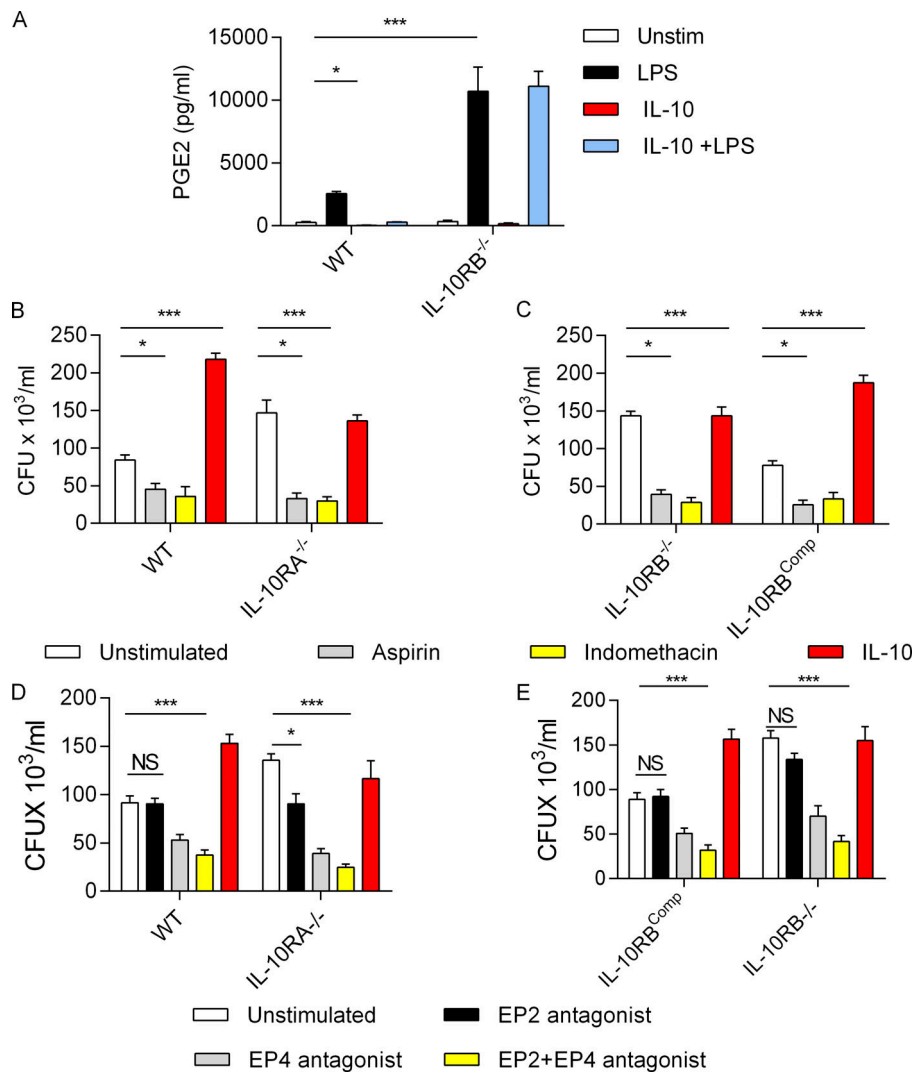 A
***
15000
Unstim
LPS
*
10000
IL-10
IL-10 +LPS
5000
0
PGE2 (pg/ml)
WT
IL-10RB-/-
B
***
***
250
*
*
200
150
100
50
0
CFU x 10³/ml
WT
IL-10RA-/-
C
***
***
250
*
*
200
150
100
50
0
CFU x 10³/ml
IL-10RB-/-
IL-10RBComp
Unstimulated
Aspirin
Indomethacin
IL-10
D
***
***
200
*
150
NS
100
50
0
CFUX 10³/ml
WT
IL-10RA-/-
E
***
***
200
NS
150
NS
100
50
0
CFUX 10³/ml
IL-10RBComp
IL-10RB-/-
Unstimulated
EP2 antagonist
EP4 antagonist
EP2+EP4 antagonist